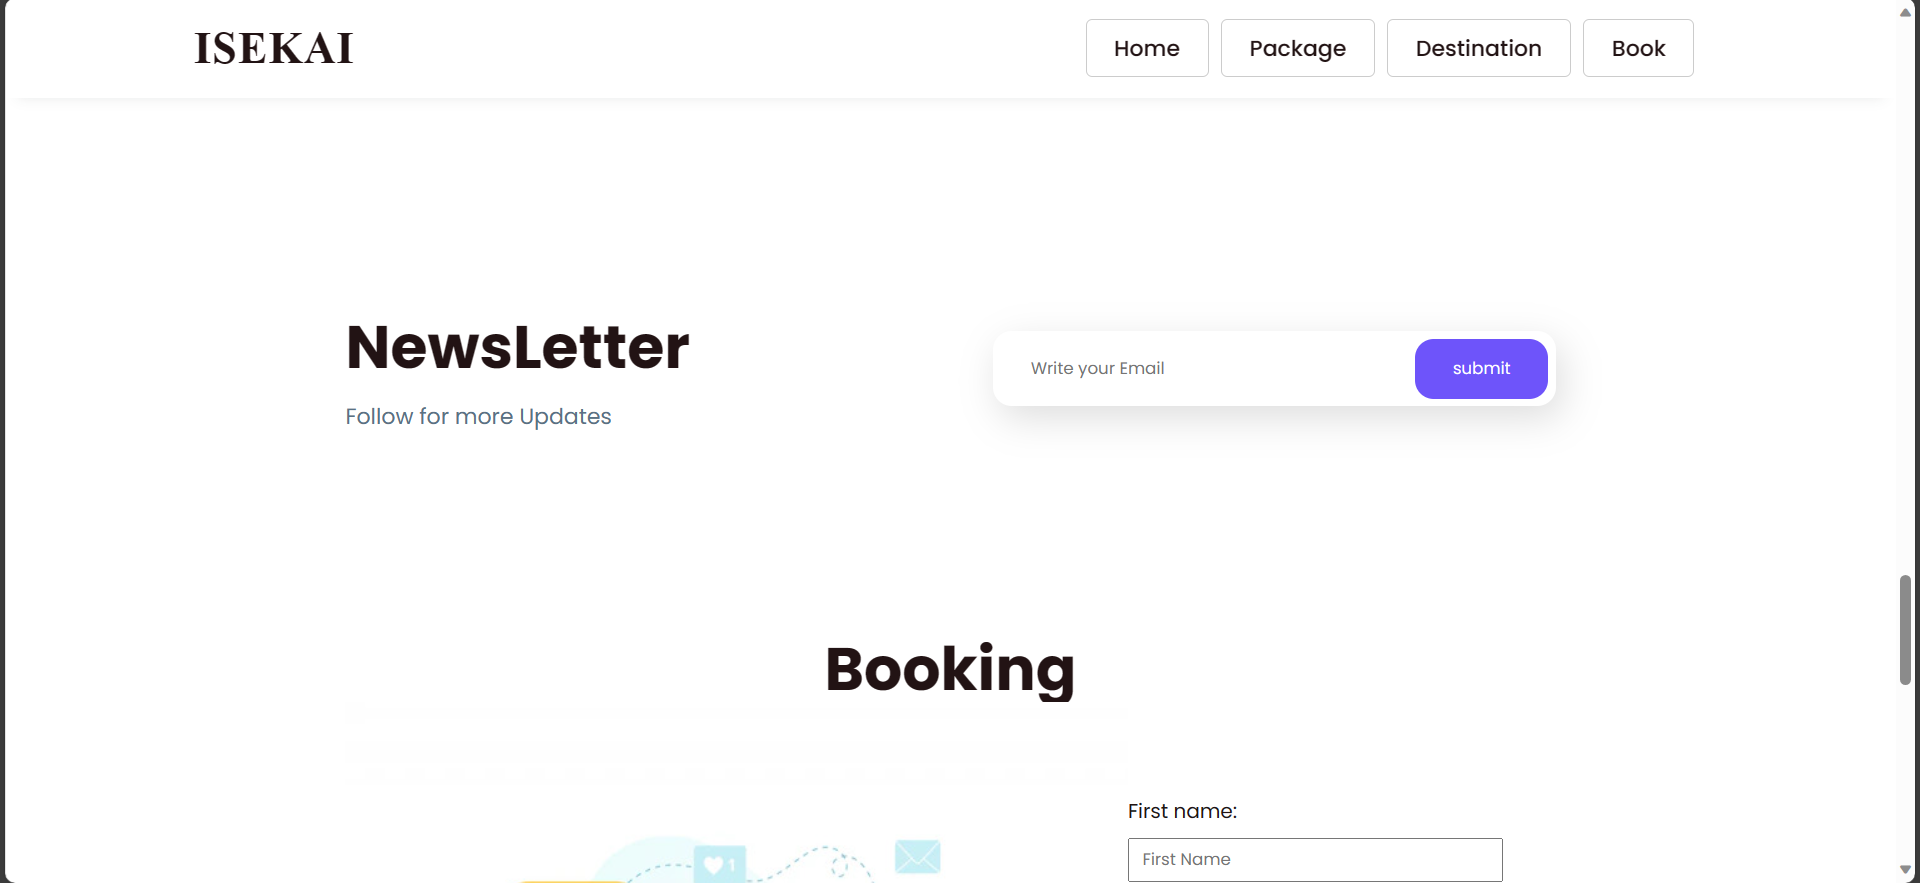 ISEKAI
Home Package Destination Book
NewsLetter
Follow for more Updates
Write your Email
submit
Booking
First name:
First Name
1